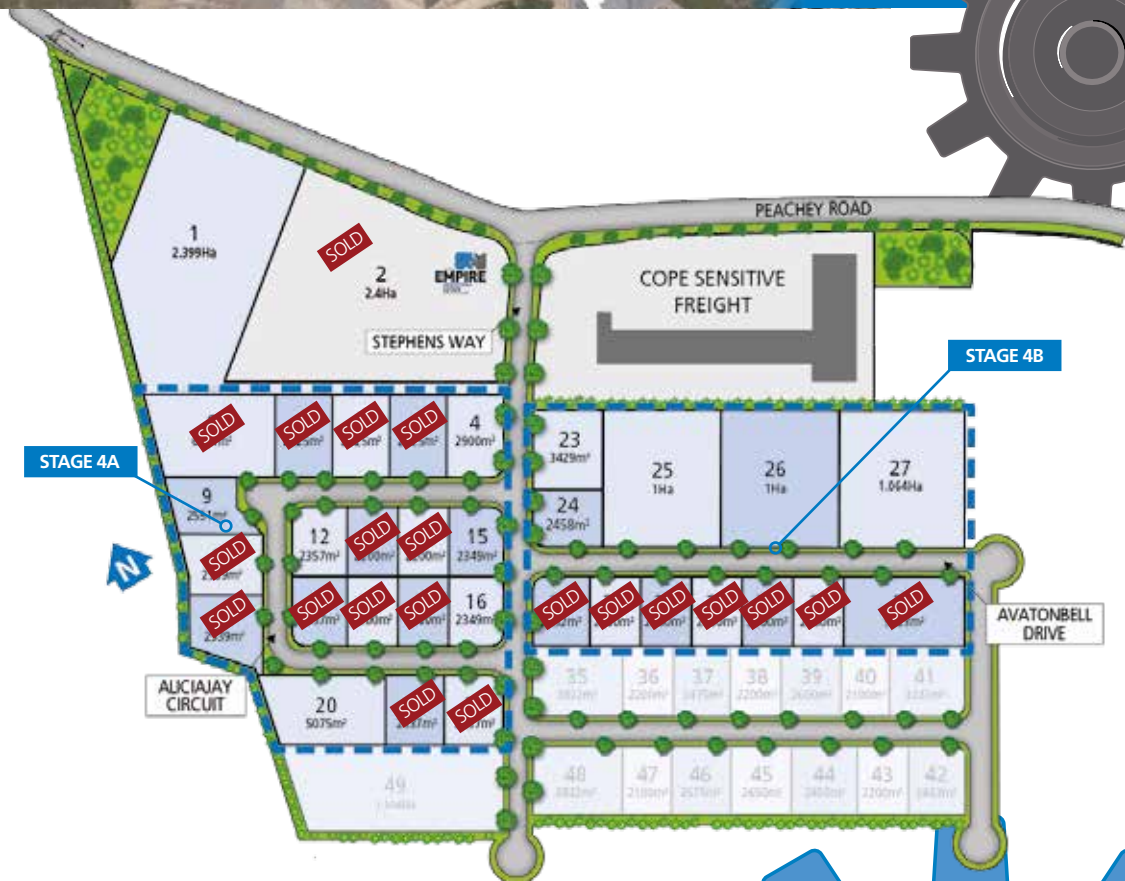 PEACHEY ROAD
1
2.399Ha
SOLD
2
2.4Ha
EMPIRE
COPE SENSITIVE
FREIGHT
STEPHENS WAY
STAGE 4B
STAGE 4A
SOLD
SOLD
SOLD
SOLD
4
2900m²
23
3429m²
24
2458m²
25
1Ha
26
1Ha
27
1.064Ha
9
SOLD
SOLD
12
2357m²
SOLD
SOLD
15
2349m²
SOLD
SOLD
SOLD
16
2349m²
N
SOLD
SOLD
SOLD
SOLD
SOLD
SOLD
SOLD
AVATONBELL
DRIVE
ALICIAJAY
CIRCUIT
20
5075m²
SOLD
SOLD
35
36
2200m²
37
38
2200m²
39
40
41
49
48
47
46
45
44
43
2200m²
42